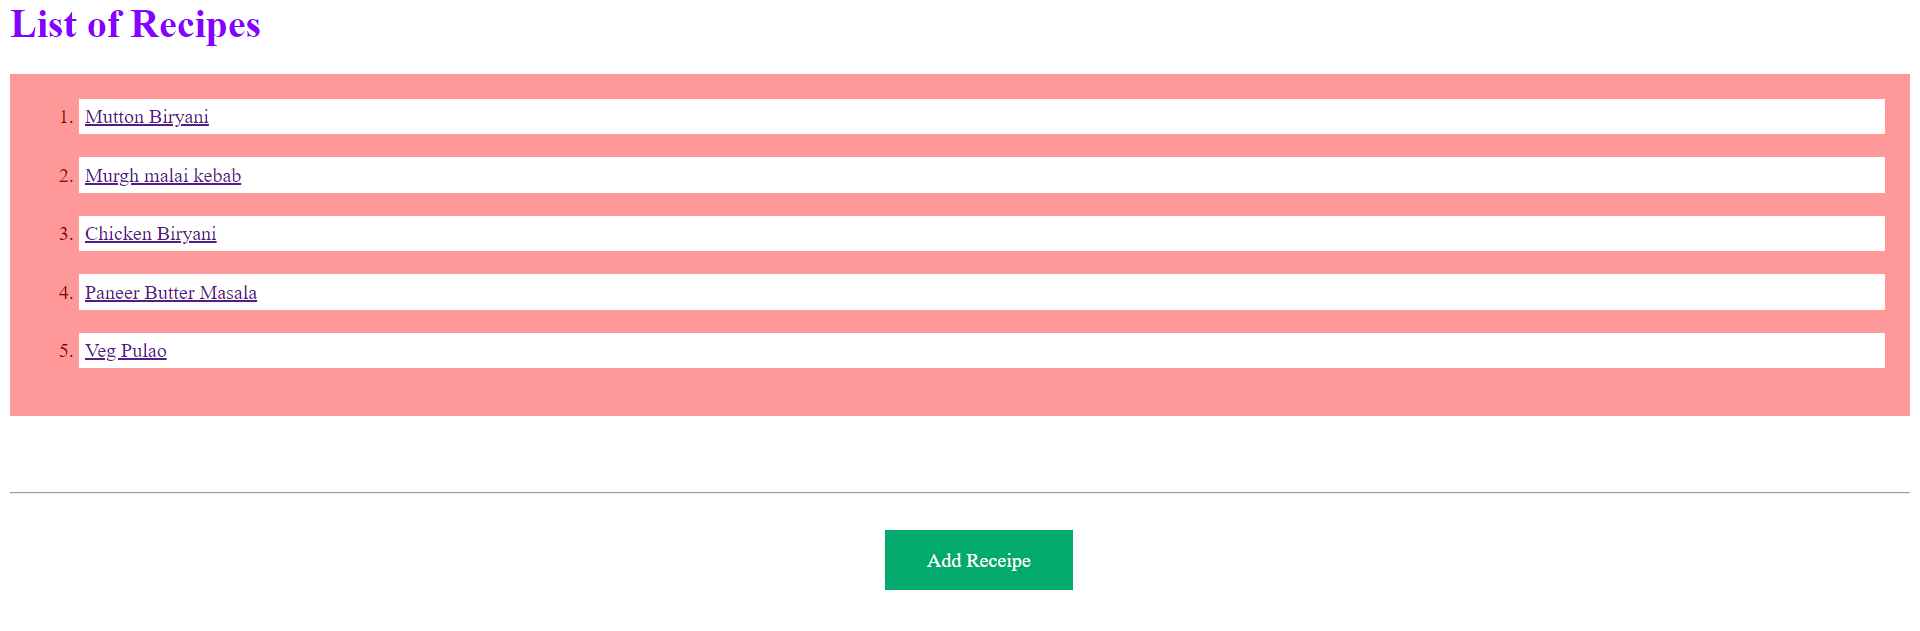 List of Recipes
1. Mutton Biryani
2. Murgh malai kebab
3. Chicken Biryani
4. Paneer Butter Masala
5. Veg Pulao
Add Receipe